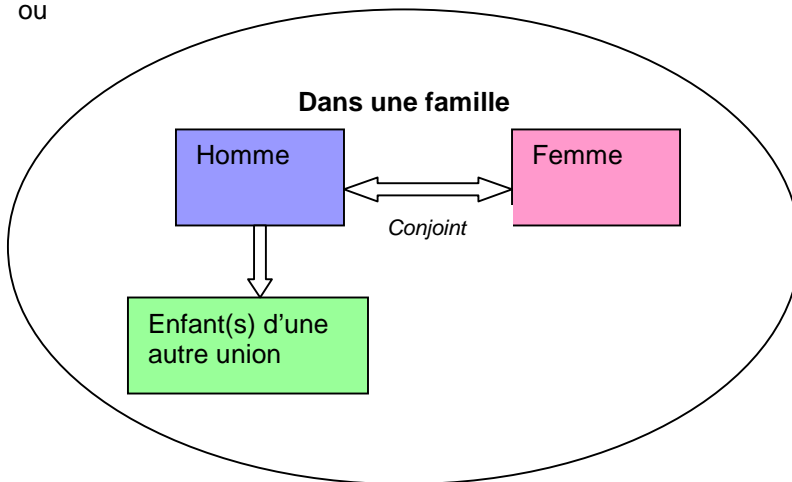 ou
Dans une famille
Homme
Femme
Conjoint
Enfant(s) d'une
autre union